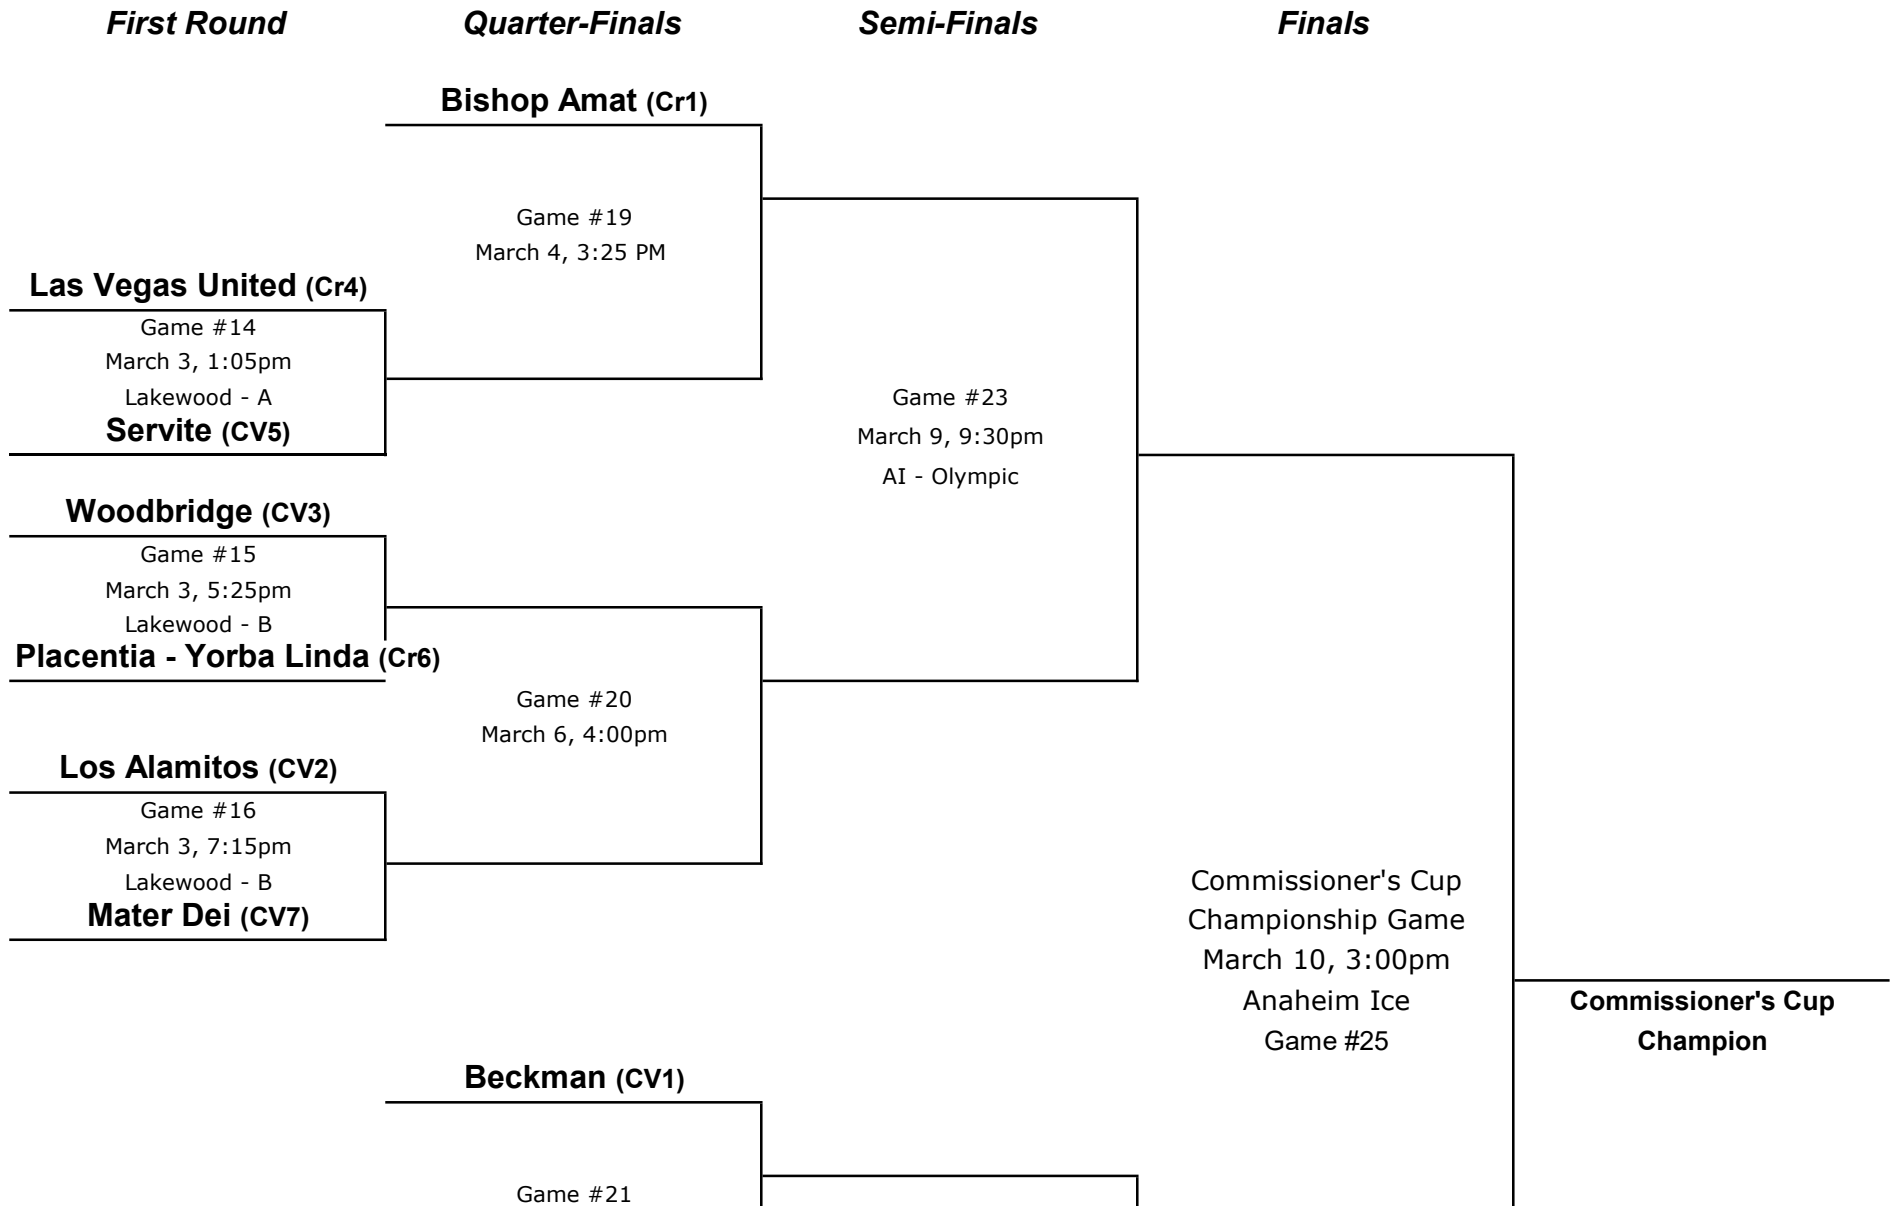 First Round Quarter-Finals Semi-Finals Finals
Bishop Amat (Cr1)
Game #19
March 4, 3:25 PM
Las Vegas United (Cr4)
Game #14
March 3, 1:05pm
Lakewood - A
Servite (CV5)
Game #23
March 9, 9:30pm
AI - Olympic
Woodbridge (CV3)
Game #15
March 3, 5:25pm
Lakewood - B
Placentia - Yorba Linda (Cr6)
Game #20
March 6, 4:00pm
Los Alamitos (CV2)
Game #16
March 3, 7:15pm
Lakewood - B
Mater Dei (CV7)
Commissioner's Cup
Championship Game
March 10, 3:00pm
Anaheim Ice
Game #25
Commissioner's Cup
Champion
Beckman (CV1)
Game #21